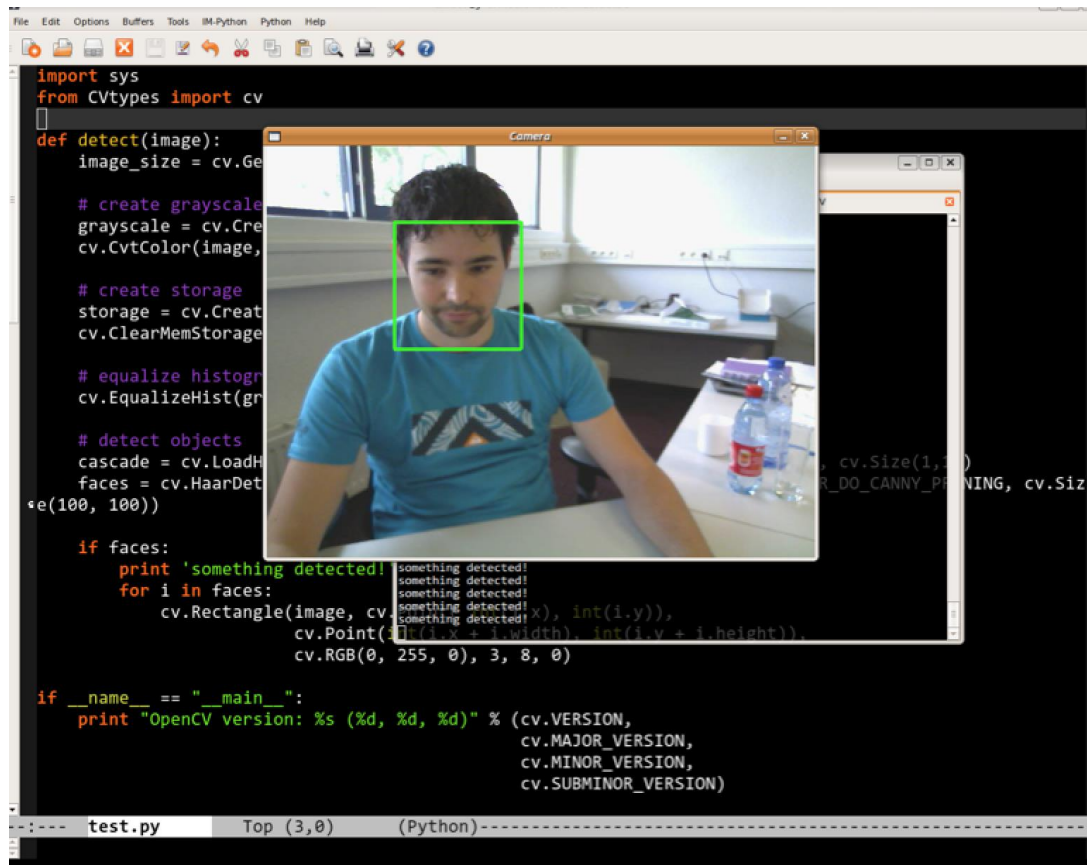 File Edit Options Buffers Tools IM-Python Python Help
import sys
from CVtypes import cv
def detect(image):
Camera
image_size = cv.Ge
# create grayscale
grayscale = cv.Cre
cv.CvtColor(image,
# create storage
storage = cv.Creat
cv.ClearMemStorage
# equalize histogr
cv.EqualizeHist(gr
# detect objects
cascade = cv.LoadH , cv.Size(1,1))
faces = cv.HaarDet R_DO_CANNY_PRUNING, cv.Siz
e(100, 100))
if faces:
print 'something detected!
something detected!
something detected!
for i in faces:
something detected!
something detected!
cv.Rectangle(image, cv. x), int(i.y)),
something detected!
cv.Point(int(i.x + i.width), int(i.y + i.height)),
cv.RGB(0, 255, 0), 3, 8, 0)
if __name__ == "__main__":
print "OpenCV version: %s (%d, %d, %d)" % (cv.VERSION,
cv.MAJOR_VERSION,
cv.MINOR_VERSION,
cv.SUBMINOR_VERSION)
--:--- test.py Top (3,0) (Python)---